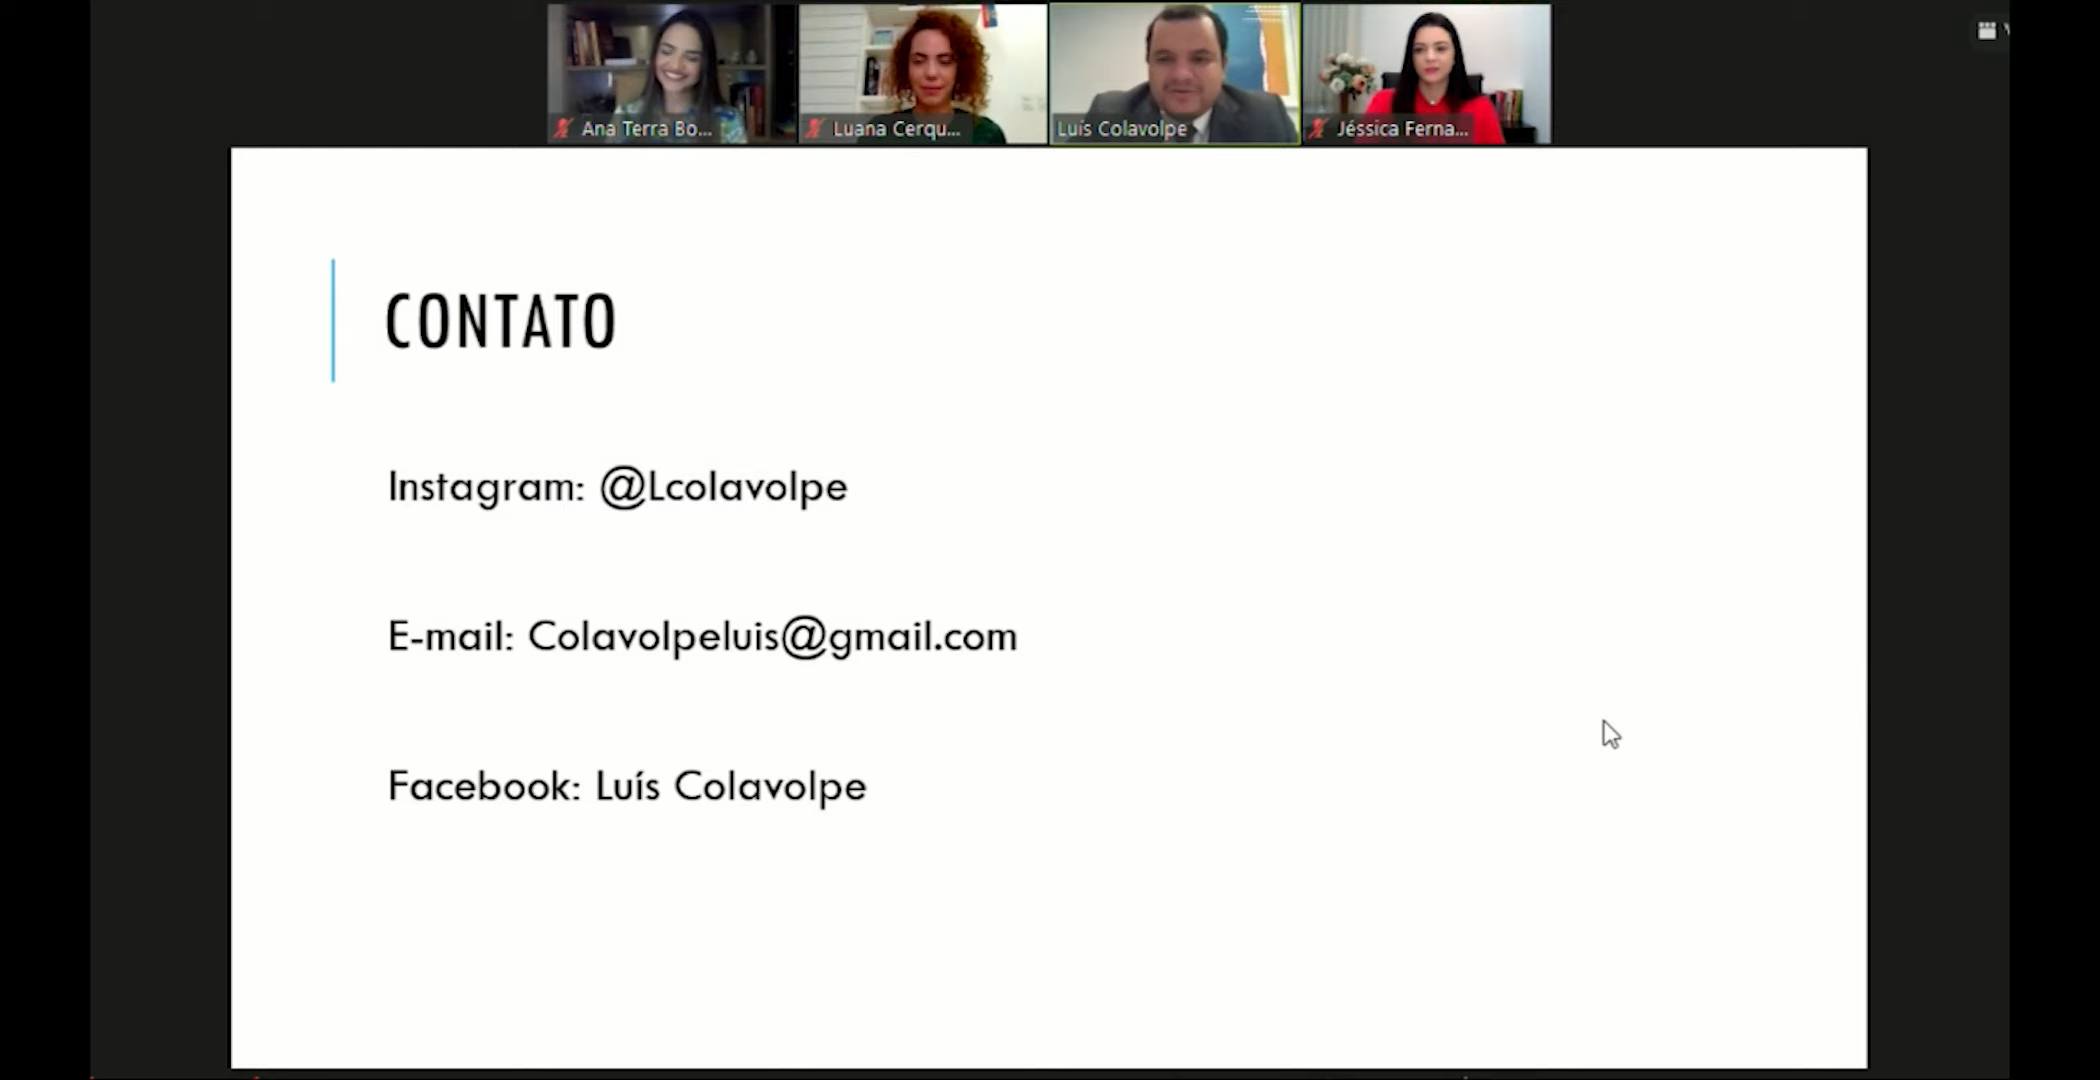 Ana Terra Bo...
Luana Cerqu...
Luís Colavolpe
Jéssica Ferna...
CONTATO
Instagram: @Lcolavolpe
E-mail: Colavolpeluis@gmail.com
Facebook: Luís Colavolpe